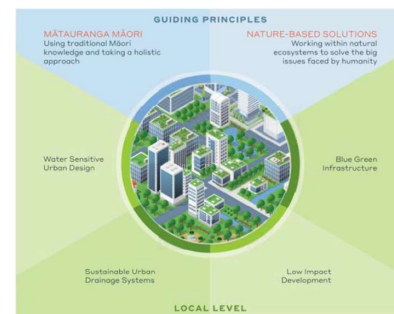 GUIDING PRINCIPLES
MĀTAURANGA MĀORI
Using traditional Māori
knowledge and taking a holistic
approach
NATURE-BASED SOLUTIONS
Working within natural
ecosystems to solve the big
issues faced by humanity
Water Sensitive
Urban Design
Blue Green
Infrastructure
Sustainable Urban
Drainage Systems
Low Impact
Development
LOCAL LEVEL